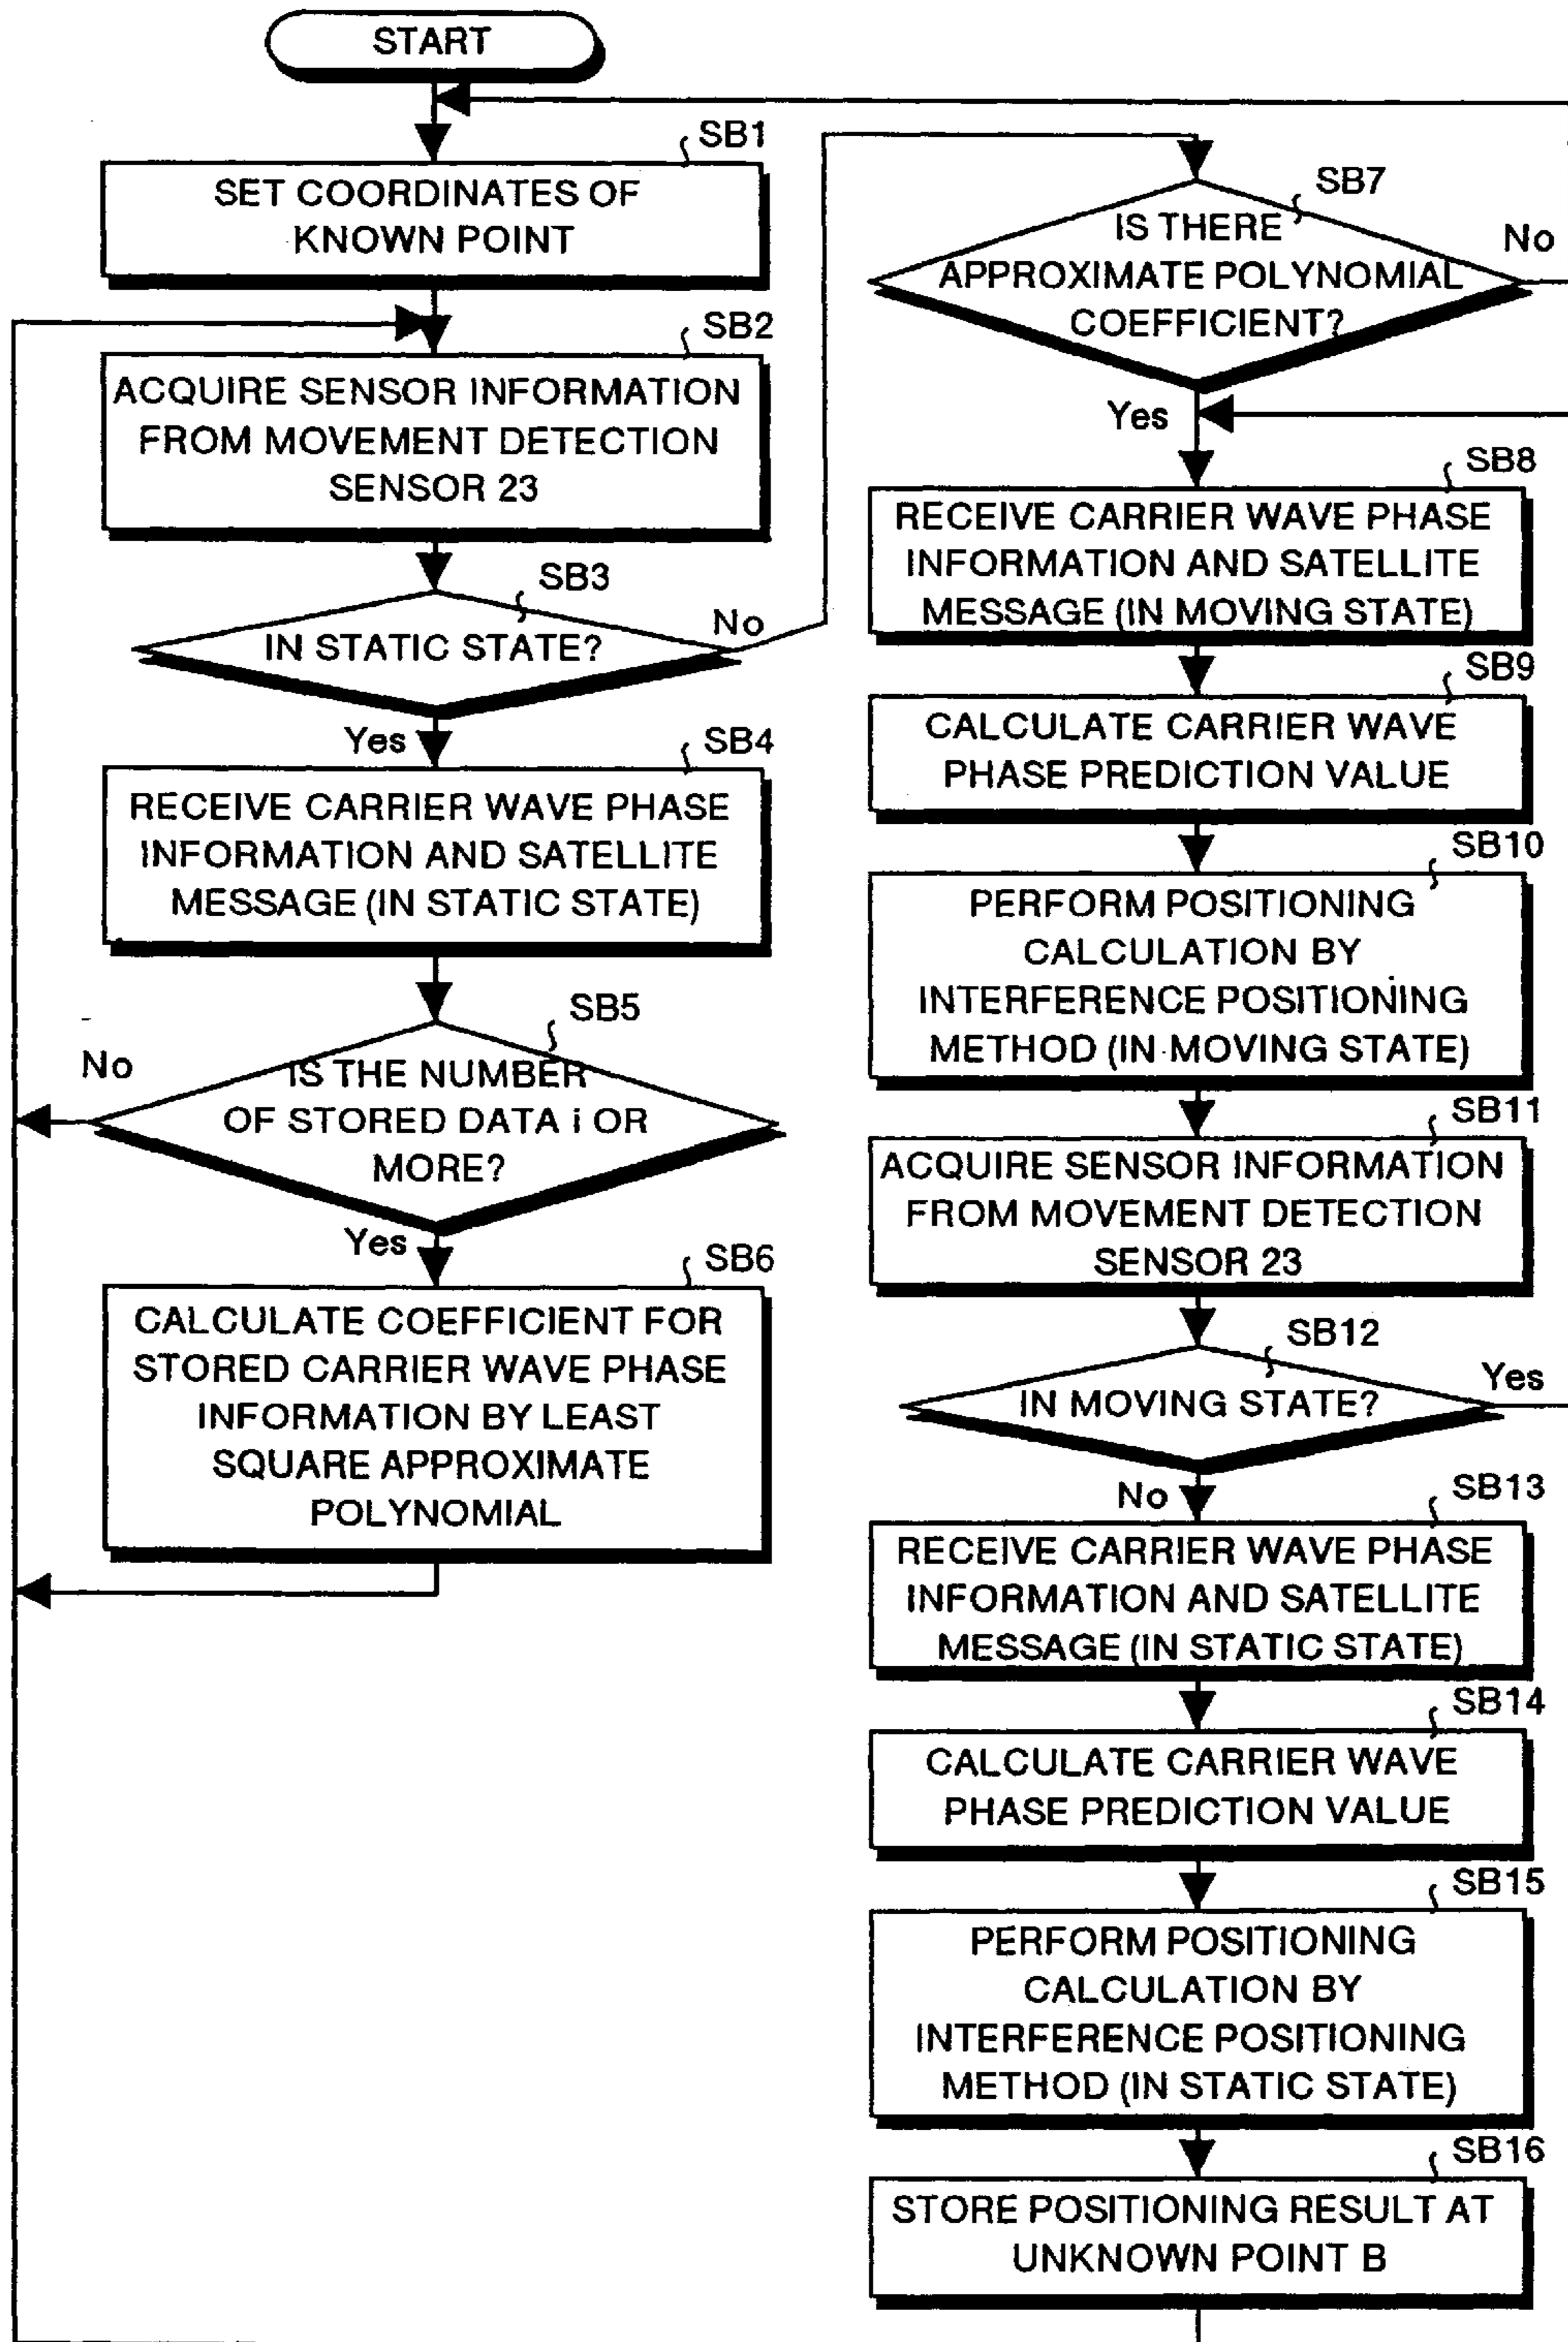 START
SB1
SET COORDINATES OF
KNOWN POINT
SB2
ACQUIRE SENSOR INFORMATION
FROM MOVEMENT DETECTION
SENSOR 23
SB3
IN STATIC STATE?
No
Yes
SB4
RECEIVE CARRIER WAVE PHASE
INFORMATION AND SATELLITE
MESSAGE (IN STATIC STATE)
SB5
No
IS THE NUMBER
OF STORED DATA i OR
MORE?
Yes
SB6
CALCULATE COEFFICIENT FOR
STORED CARRIER WAVE PHASE
INFORMATION BY LEAST
SQUARE APPROXIMATE
POLYNOMIAL
SB7
IS THERE
No
APPROXIMATE POLYNOMIAL
COEFFICIENT?
Yes
SB8
RECEIVE CARRIER WAVE PHASE
INFORMATION AND SATELLITE
MESSAGE (IN MOVING STATE)
SB9
CALCULATE CARRIER WAVE
PHASE PREDICTION VALUE
SB10
PERFORM POSITIONING
CALCULATION BY
INTERFERENCE POSITIONING
METHOD (IN MOVING STATE)
SB11
ACQUIRE SENSOR INFORMATION
FROM MOVEMENT DETECTION
SENSOR 23
SB12
Yes
IN MOVING STATE?
No
SB13
RECEIVE CARRIER WAVE PHASE
INFORMATION AND SATELLITE
MESSAGE (IN STATIC STATE)
SB14
CALCULATE CARRIER WAVE
PHASE PREDICTION VALUE
SB15
PERFORM POSITIONING
CALCULATION BY
INTERFERENCE POSITIONING
METHOD (IN STATIC STATE)
SB16
STORE POSITIONING RESULT AT
UNKNOWN POINT B